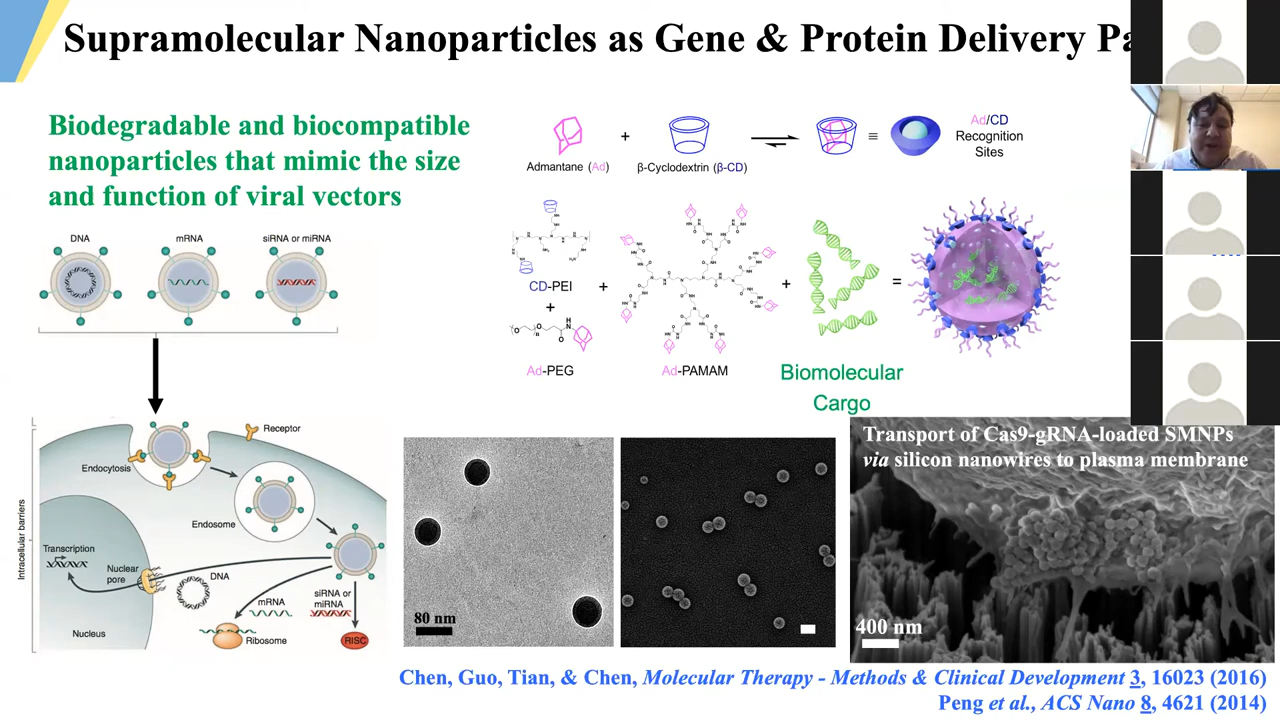 Supramolecular Nanoparticles as Gene & Protein Delivery
Biodegradable and biocompatible
nanoparticles that mimic the size
and function of viral vectors
Admantane (Ad)
+
β-Cyclodextrin (β-CD)
≡
Ad/CD
Recognition
Sites
DNA
mRNA
siRNA or miRNA
CD-PEI
+
Ad-PEG
+
Ad-PAMAM
+
Biomolecular
Cargo
=
Intracellular barriers
Receptor
Endocytosis
Endosome
Transcription
Nuclear
pore
DNA
mRNA
siRNA or
miRNA
Nucleus
Ribosome
RISC
80 nm
Transport of Cas9-gRNA-loaded SMNPs
via silicon nanowires to plasma membrane
400 nm
Chen, Guo, Tian, & Chen, Molecular Therapy - Methods & Clinical Development 3, 16023 (2016)
Peng et al., ACS Nano 8, 4621 (2014)